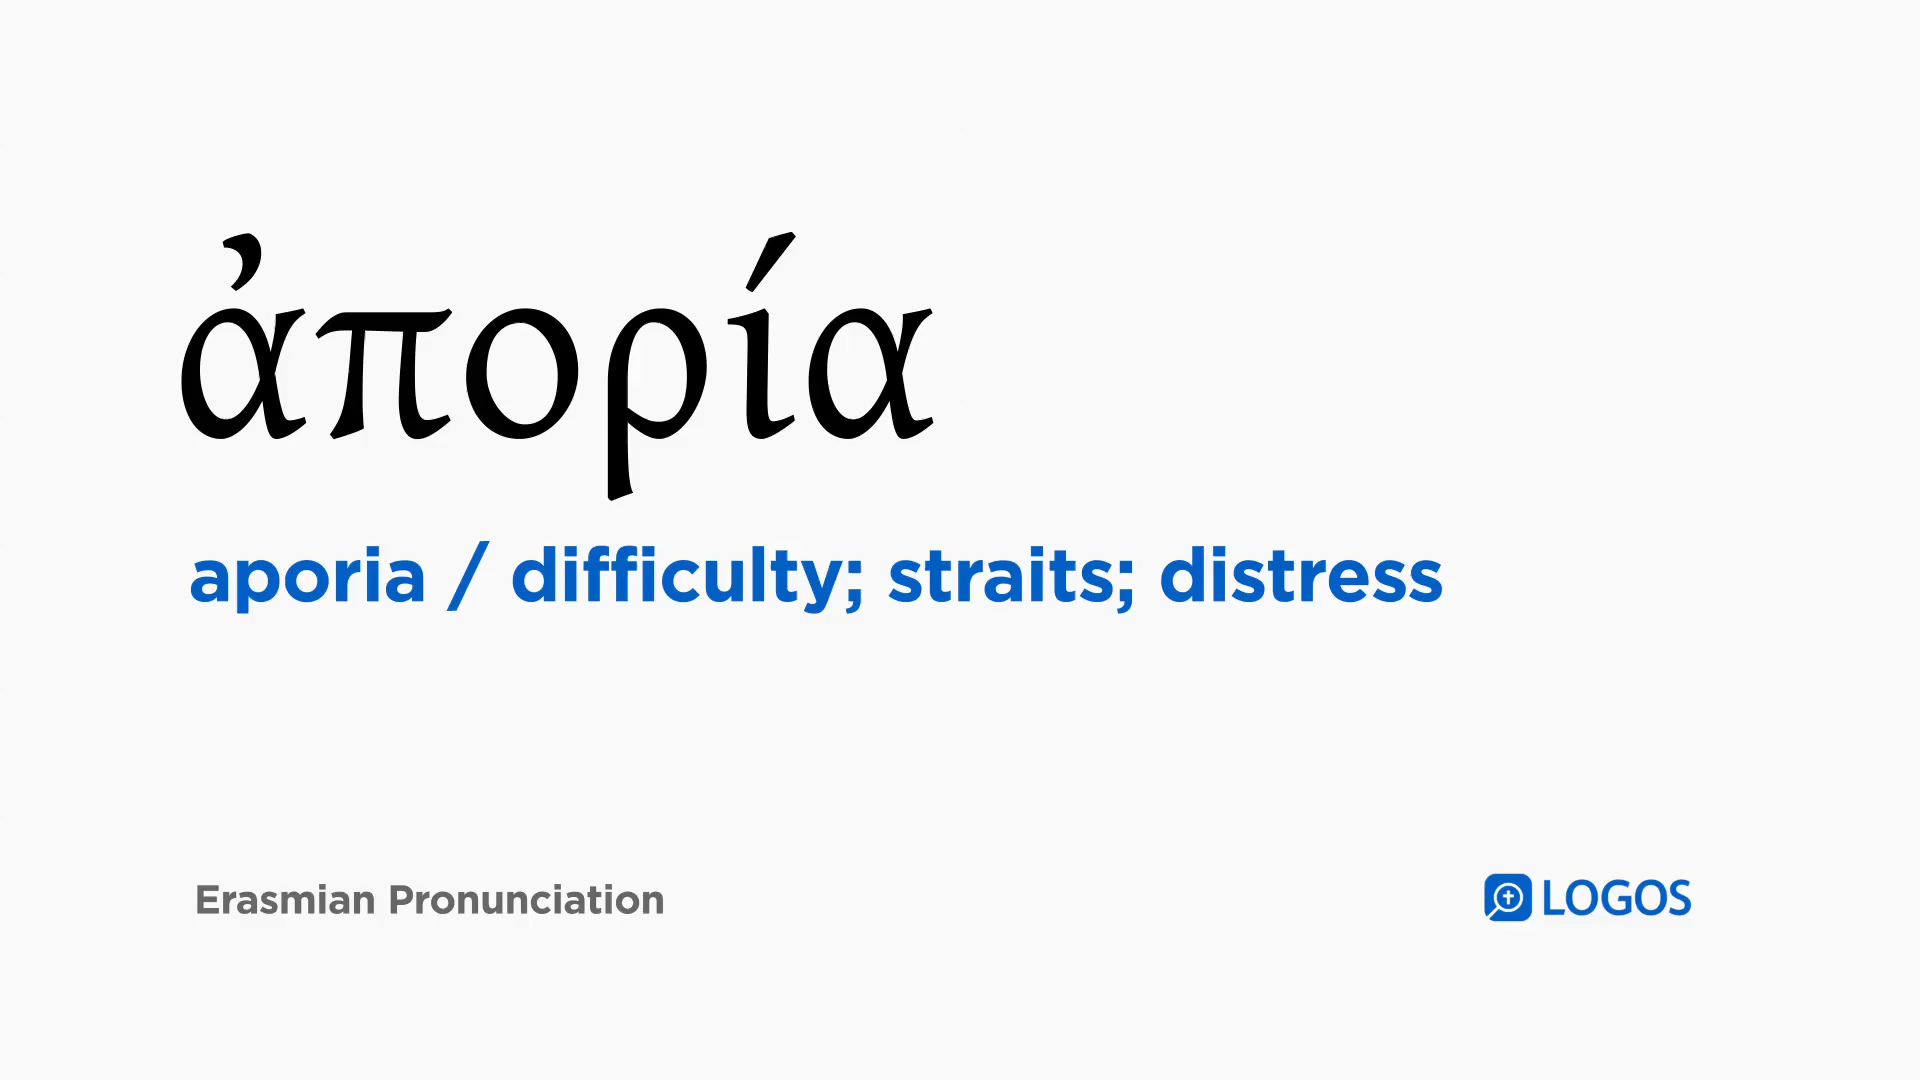 ἀπορία
aporia / difficulty; straits; distress
Erasmian Pronunciation
LOGOS